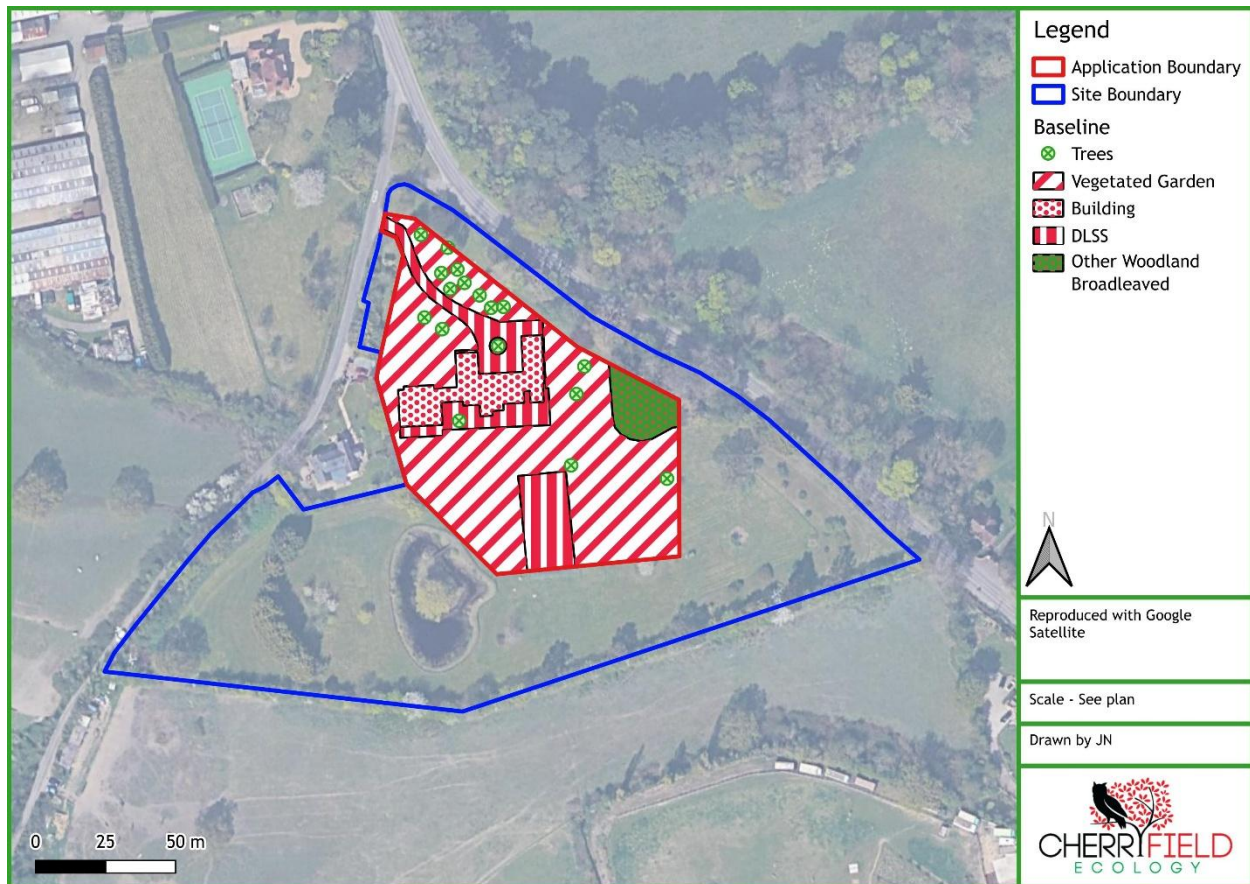 Legend
Application Boundary
Site Boundary
Baseline
Trees
Vegetated Garden
Building
DLSS
Other Woodland
Broadleaved
N
Reproduced with Google
Satellite
Scale - See plan
Drawn by JN
CHERRYFIELD
ECOLOGY
0 25 50 m